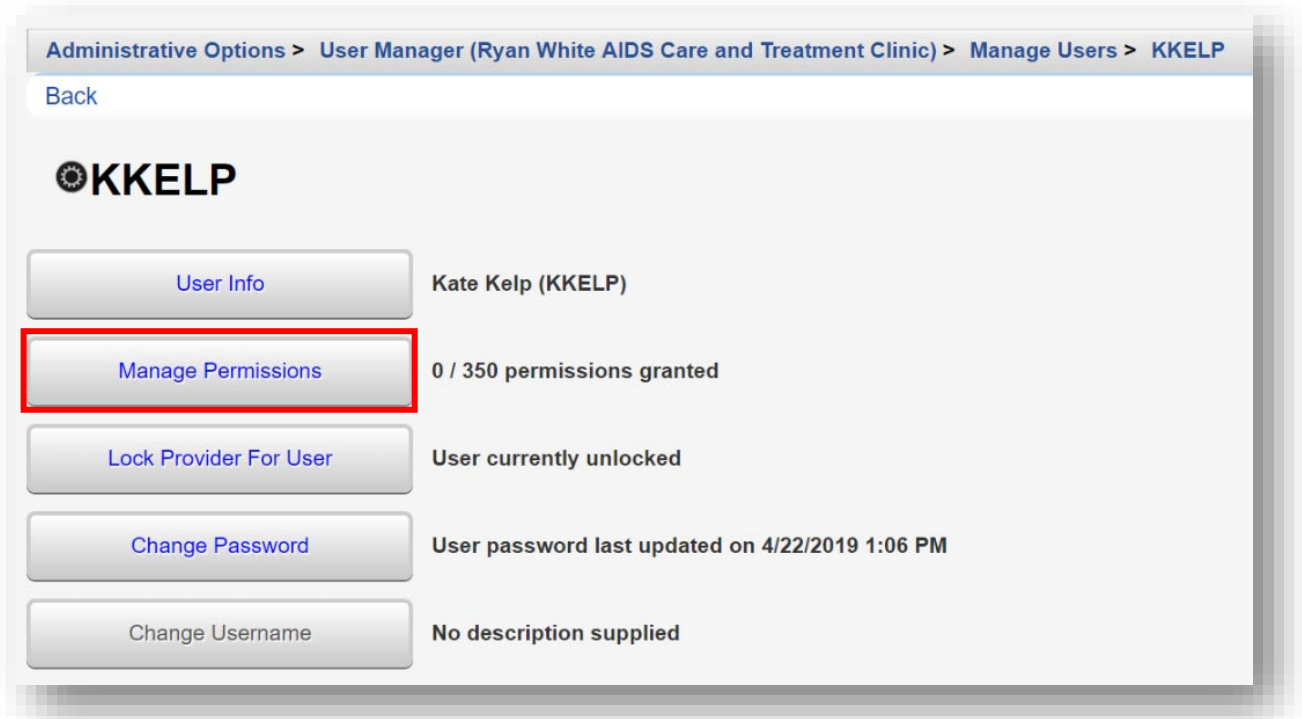 Administrative Options > User Manager (Ryan White AIDS Care and Treatment Clinic) > Manage Users > KKELP
Back
KKELP
User Info Kate Kelp (KKELP)
Manage Permissions 0 / 350 permissions granted
Lock Provider For User User currently unlocked
Change Password User password last updated on 4/22/2019 1:06 PM
Change Username No description supplied